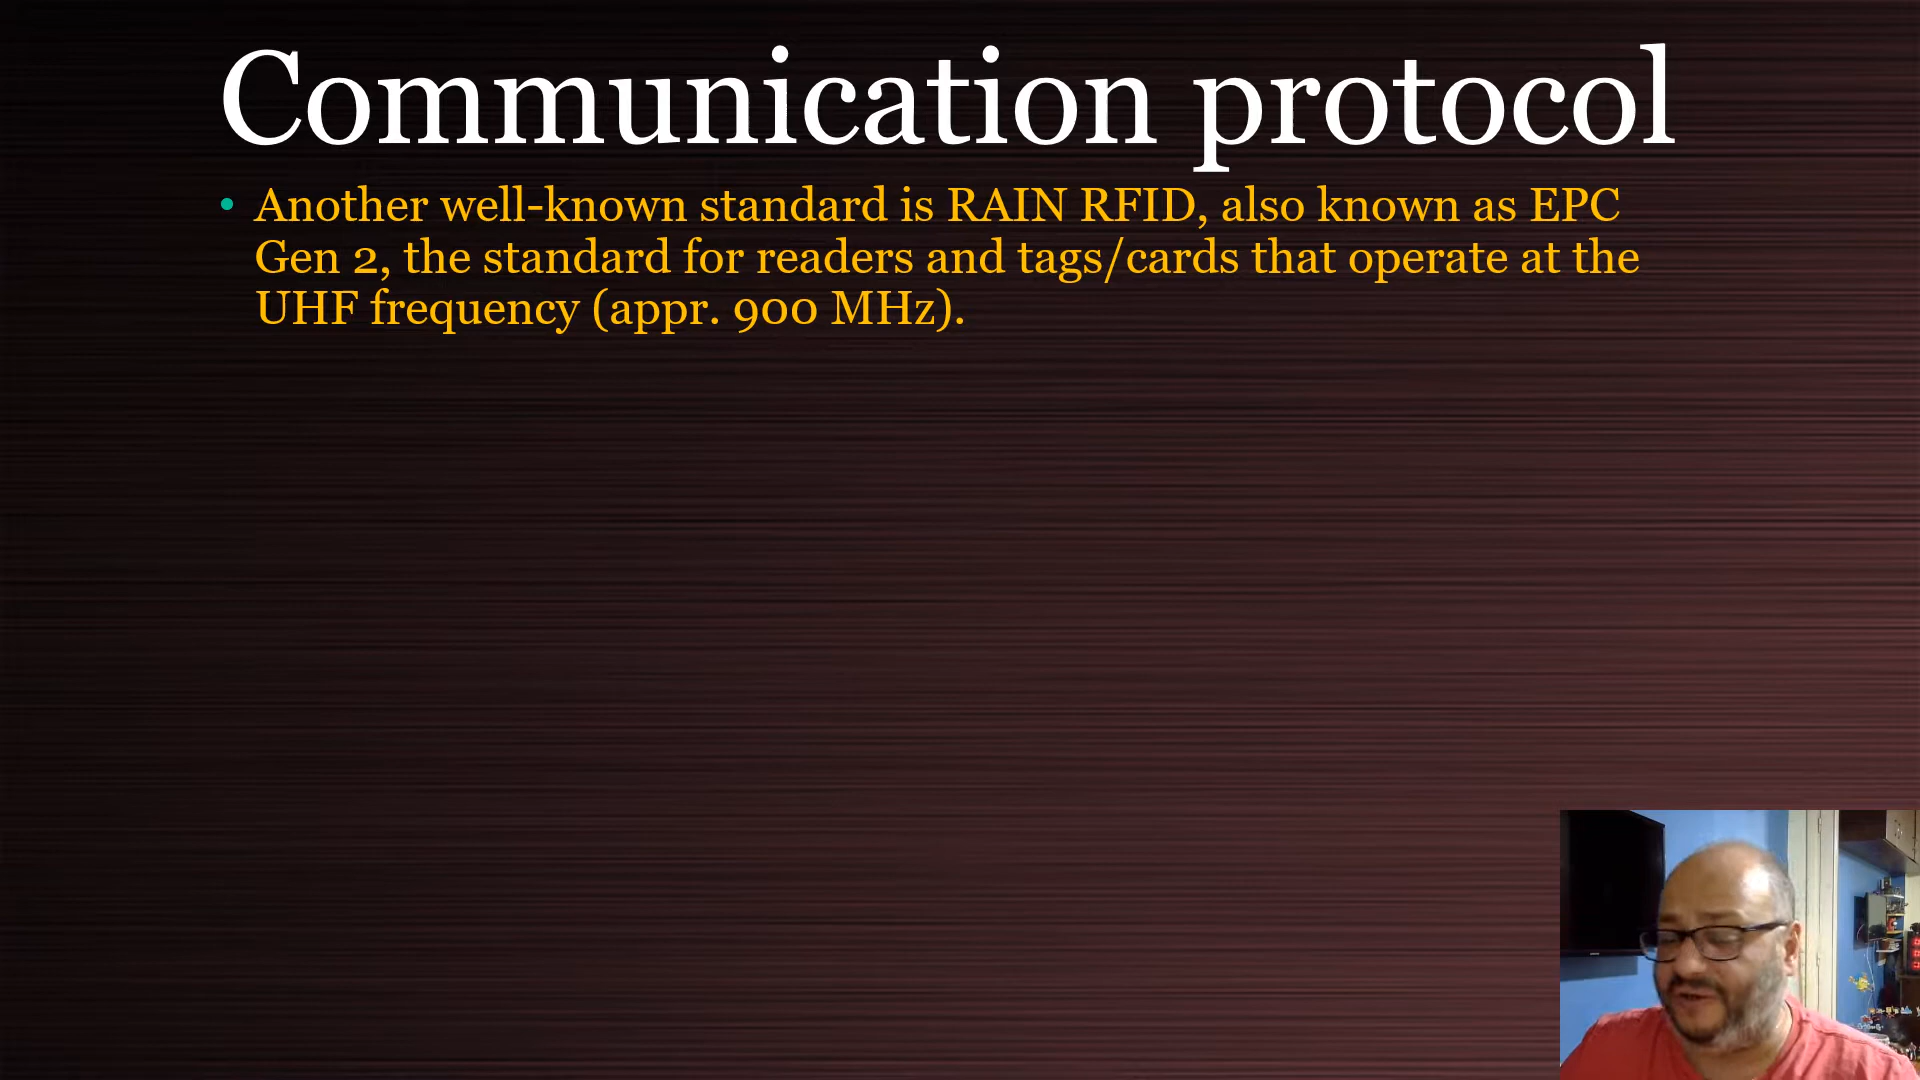 Communication protocol
• Another well-known standard is RAIN RFID, also known as EPC
Gen 2, the standard for readers and tags/cards that operate at the
UHF frequency (appr. 900 MHz).